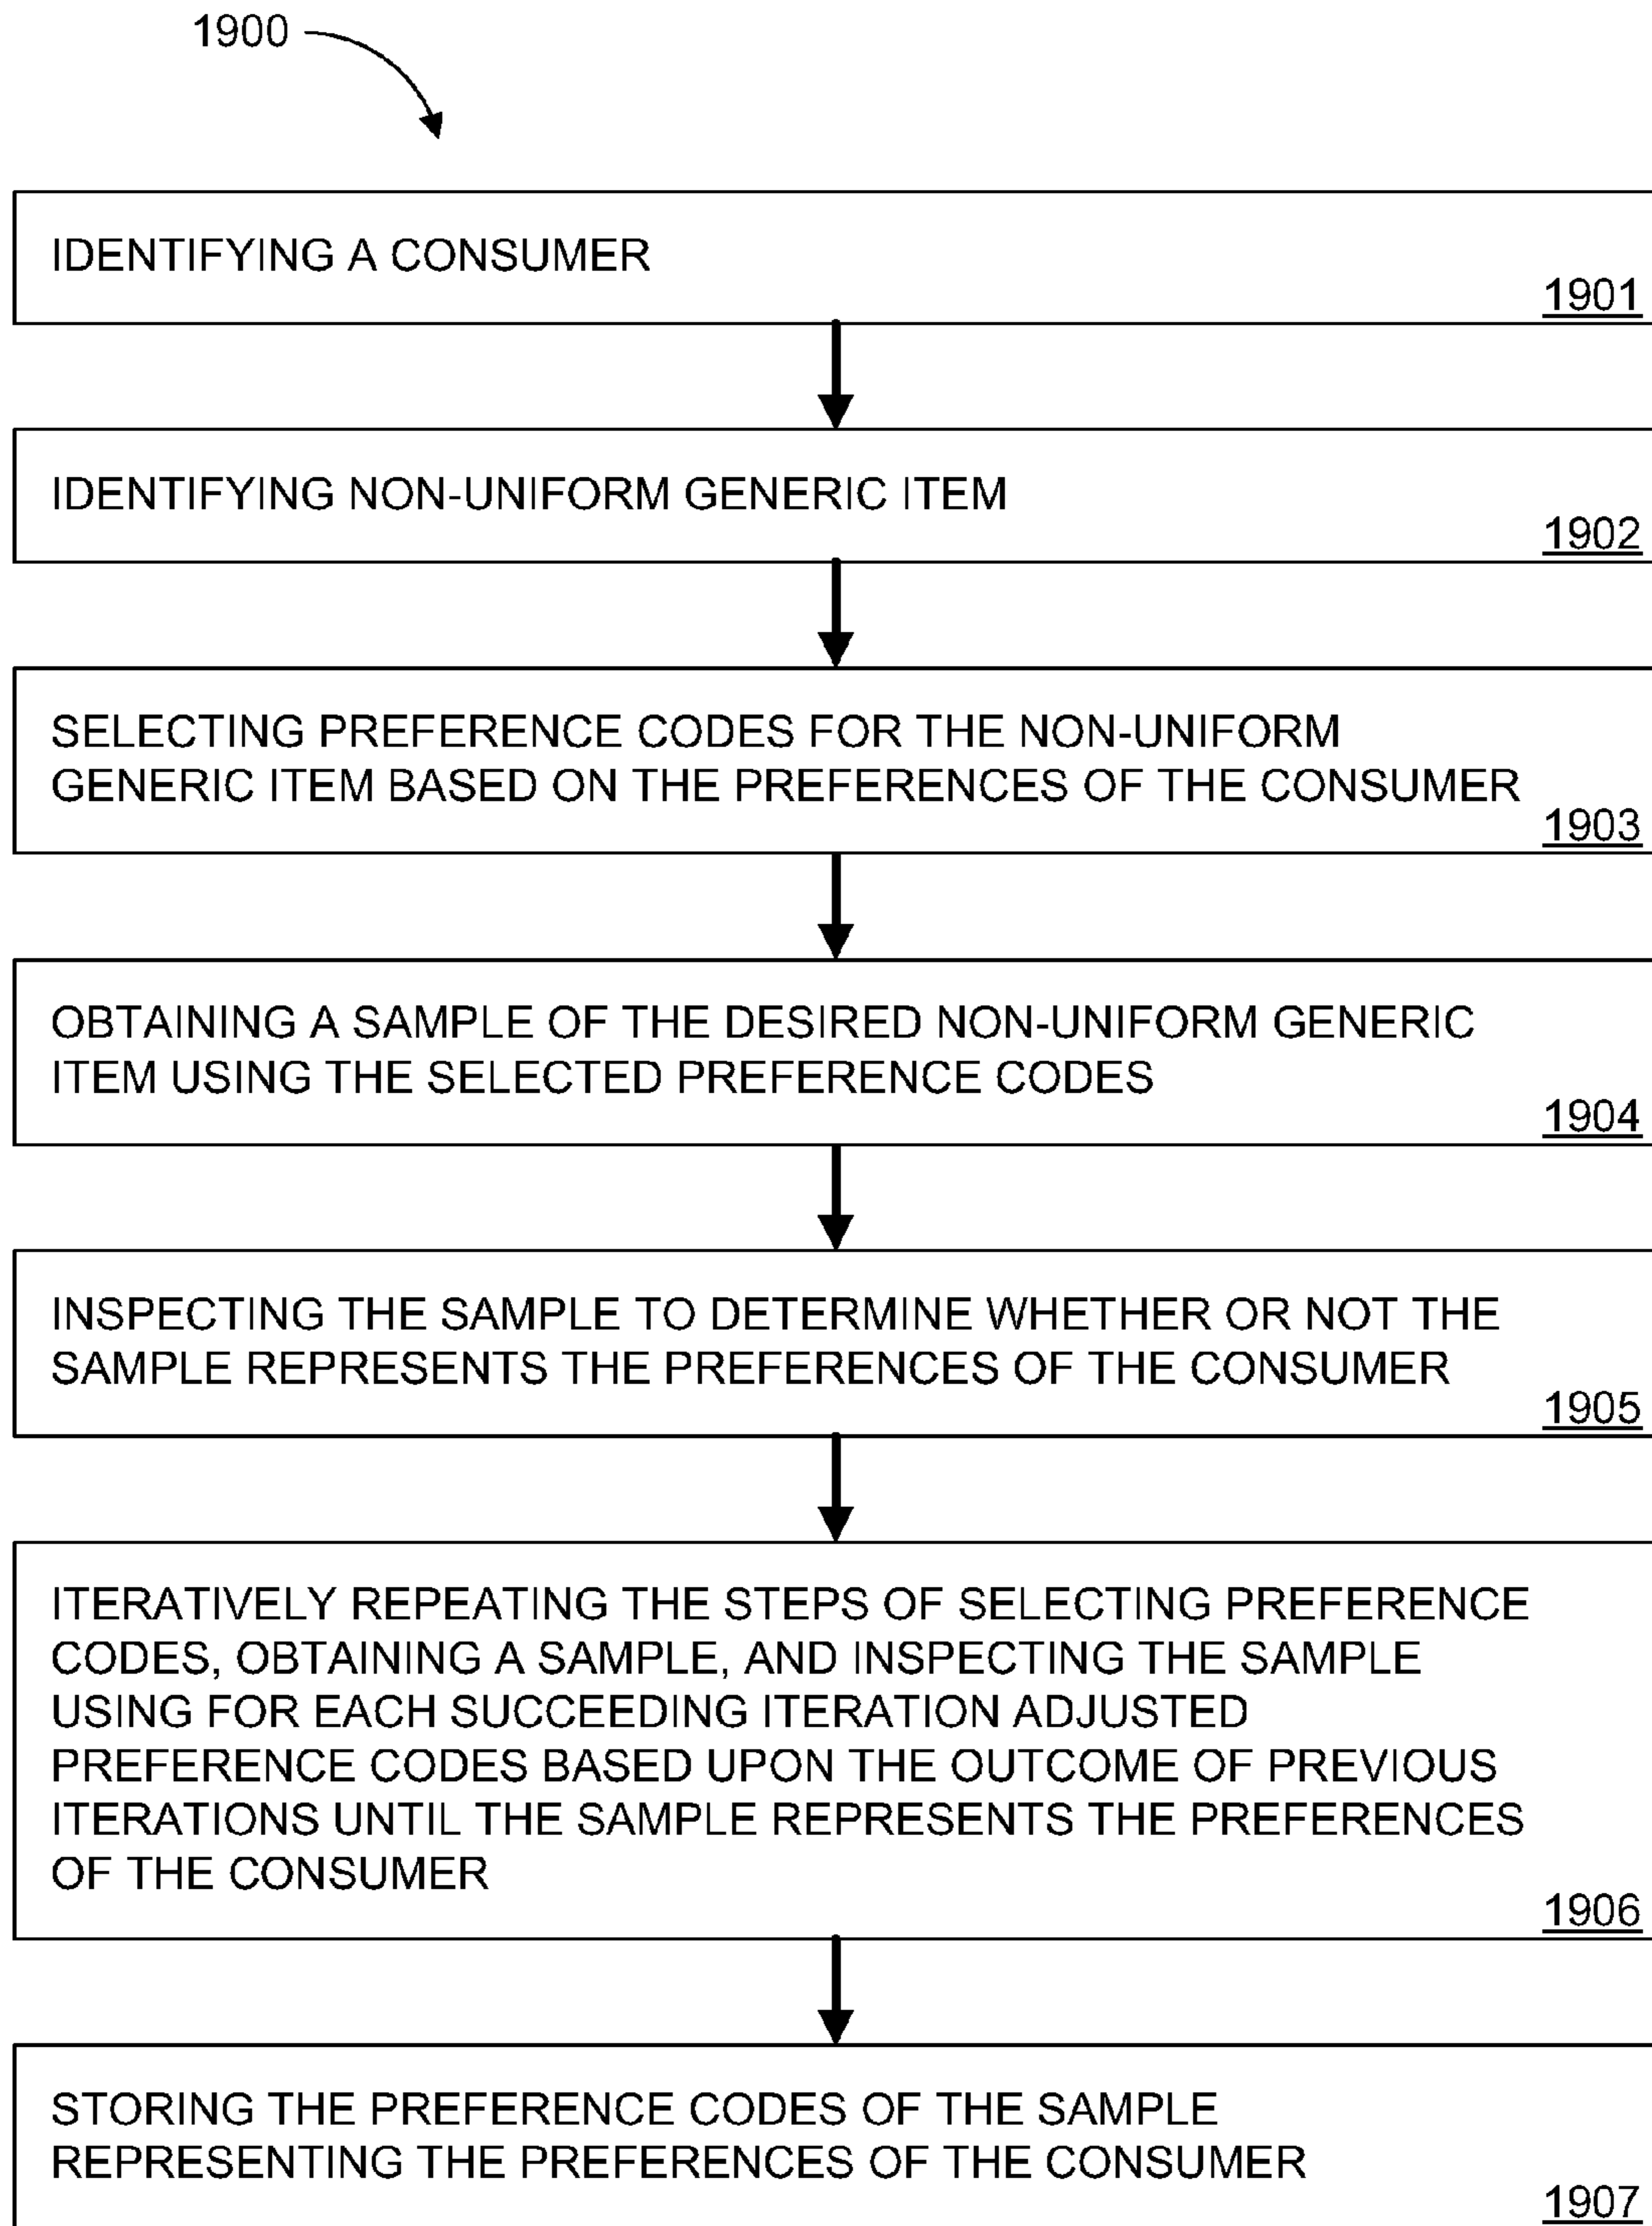 1900
IDENTIFYING A CONSUMER
1901
IDENTIFYING NON-UNIFORM GENERIC ITEM
1902
SELECTING PREFERENCE CODES FOR THE NON-UNIFORM
GENERIC ITEM BASED ON THE PREFERENCES OF THE CONSUMER
1903
OBTAINING A SAMPLE OF THE DESIRED NON-UNIFORM GENERIC
ITEM USING THE SELECTED PREFERENCE CODES
1904
INSPECTING THE SAMPLE TO DETERMINE WHETHER OR NOT THE
SAMPLE REPRESENTS THE PREFERENCES OF THE CONSUMER
1905
ITERATIVELY REPEATING THE STEPS OF SELECTING PREFERENCE
CODES, OBTAINING A SAMPLE, AND INSPECTING THE SAMPLE
USING FOR EACH SUCCEEDING ITERATION ADJUSTED
PREFERENCE CODES BASED UPON THE OUTCOME OF PREVIOUS
ITERATIONS UNTIL THE SAMPLE REPRESENTS THE PREFERENCES
OF THE CONSUMER
1906
STORING THE PREFERENCE CODES OF THE SAMPLE
REPRESENTING THE PREFERENCES OF THE CONSUMER
1907